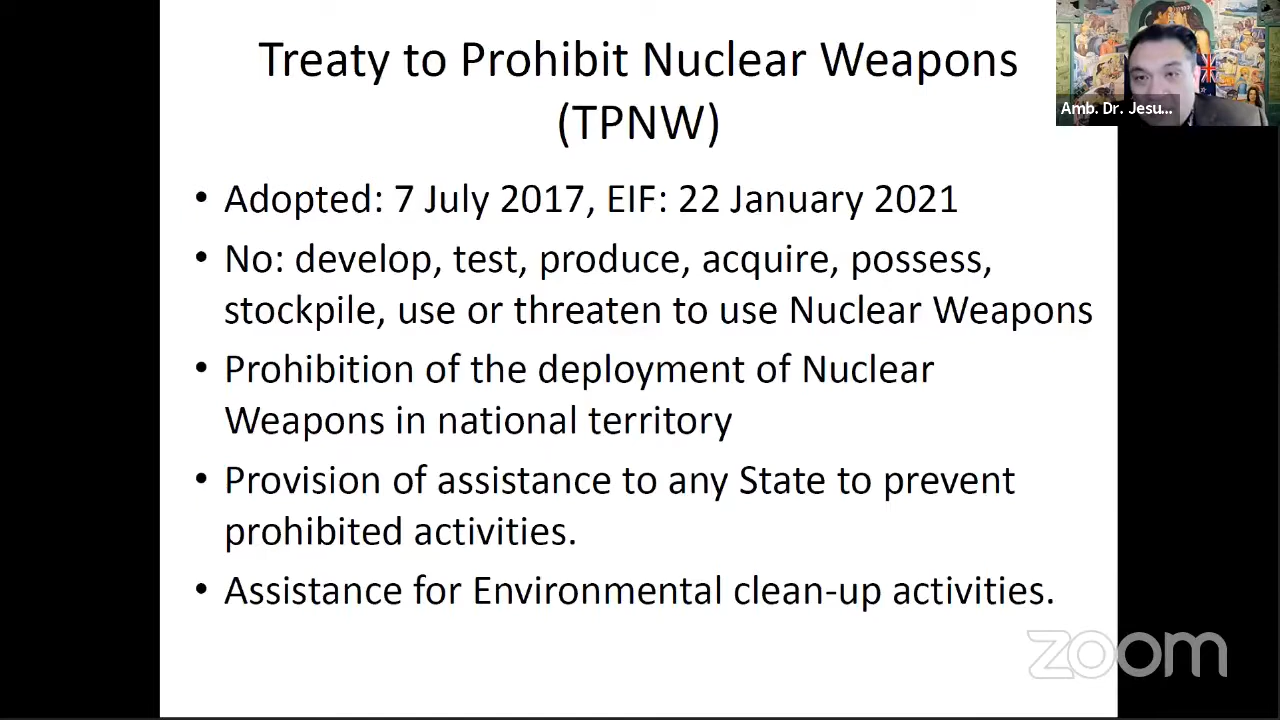 Treaty to Prohibit Nuclear Weapons
(TPNW)
Amb. Dr. Jesu...
• Adopted: 7 July 2017, EIF: 22 January 2021
• No: develop, test, produce, acquire, possess,
stockpile, use or threaten to use Nuclear Weapons
• Prohibition of the deployment of Nuclear
Weapons in national territory
• Provision of assistance to any State to prevent
prohibited activities.
• Assistance for Environmental clean-up activities.
zoom